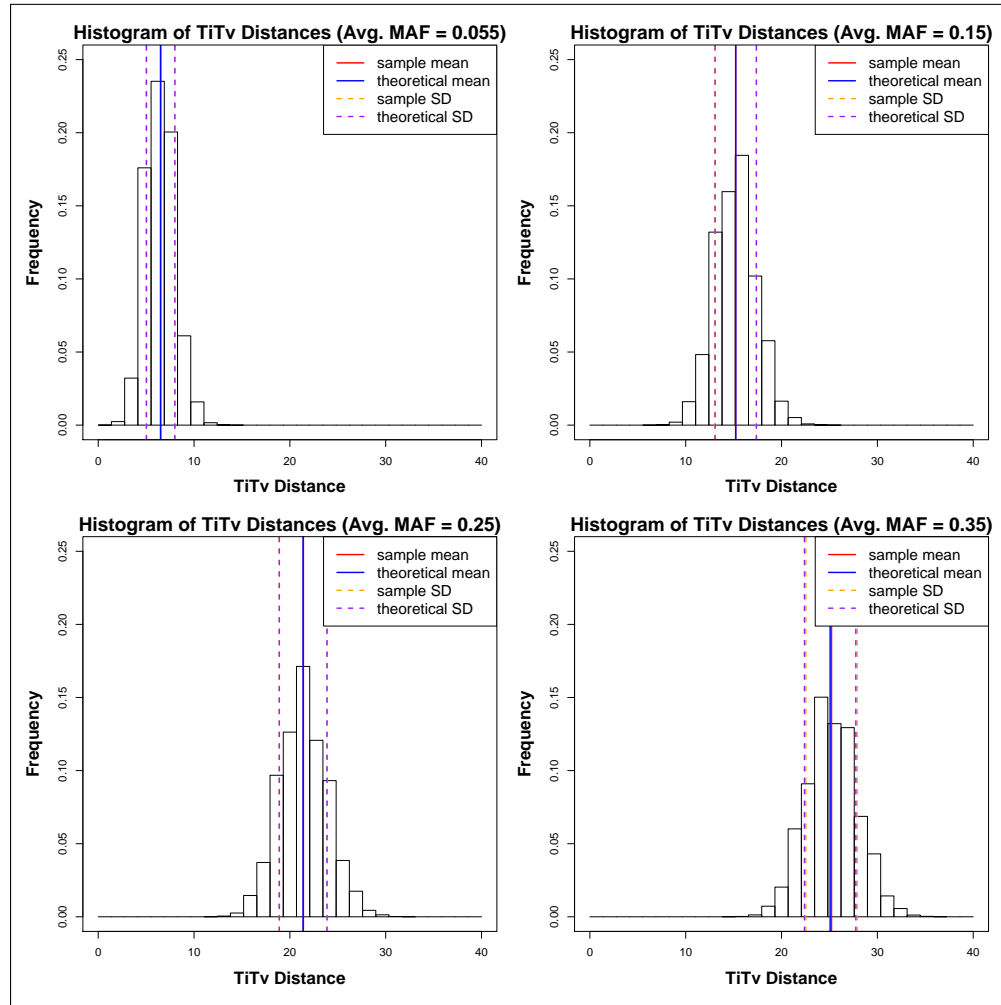 Histogram of TiTv Distances (Avg. MAF = 0.055)
sample mean
theoretical mean
sample SD
theoretical SD
Frequency
0.25
0.20
0.15
0.10
0.05
0.00
0 10 20 30 40
TiTv Distance
Histogram of TiTv Distances (Avg. MAF = 0.15)
sample mean
theoretical mean
sample SD
theoretical SD
Frequency
0.25
0.20
0.15
0.10
0.05
0.00
0 10 20 30 40
TiTv Distance
Histogram of TiTv Distances (Avg. MAF = 0.25)
sample mean
theoretical mean
sample SD
theoretical SD
Frequency
0.25
0.20
0.15
0.10
0.05
0.00
0 10 20 30 40
TiTv Distance
Histogram of TiTv Distances (Avg. MAF = 0.35)
sample mean
theoretical mean
sample SD
theoretical SD
Frequency
0.25
0.20
0.15
0.10
0.05
0.00
0 10 20 30 40
TiTv Distance